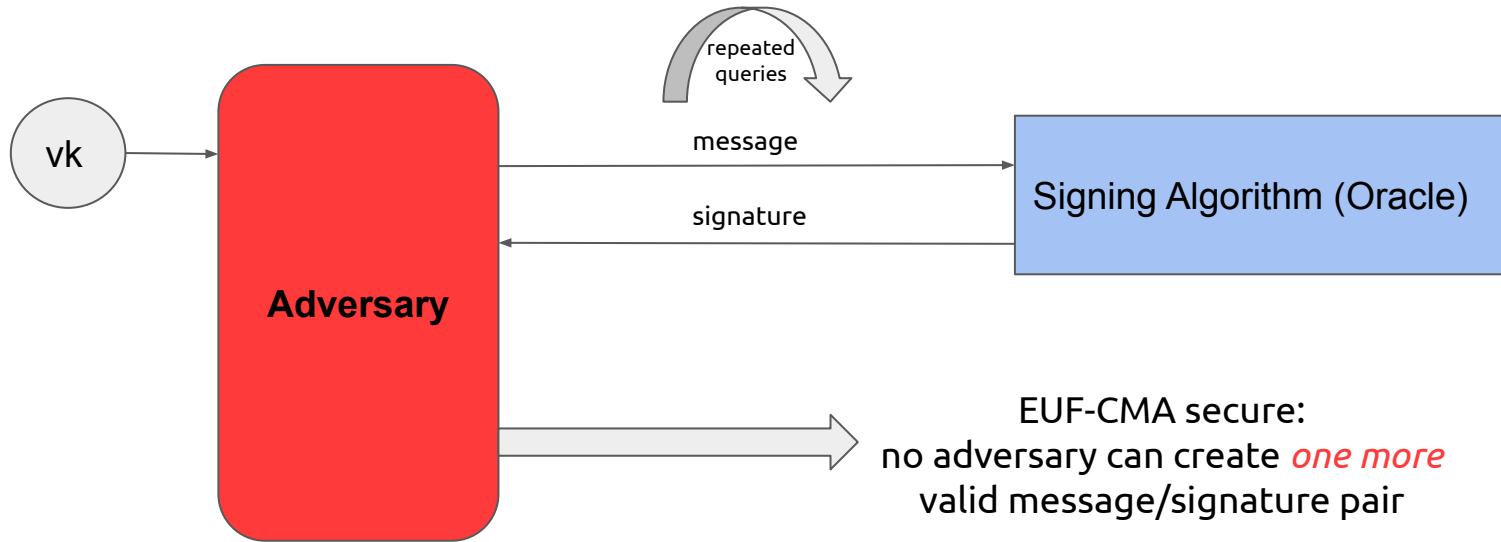 repeated
queries
vk
message
signature
Signing Algorithm (Oracle)
Adversary
EUF-CMA secure:
no adversary can create one more
valid message/signature pair